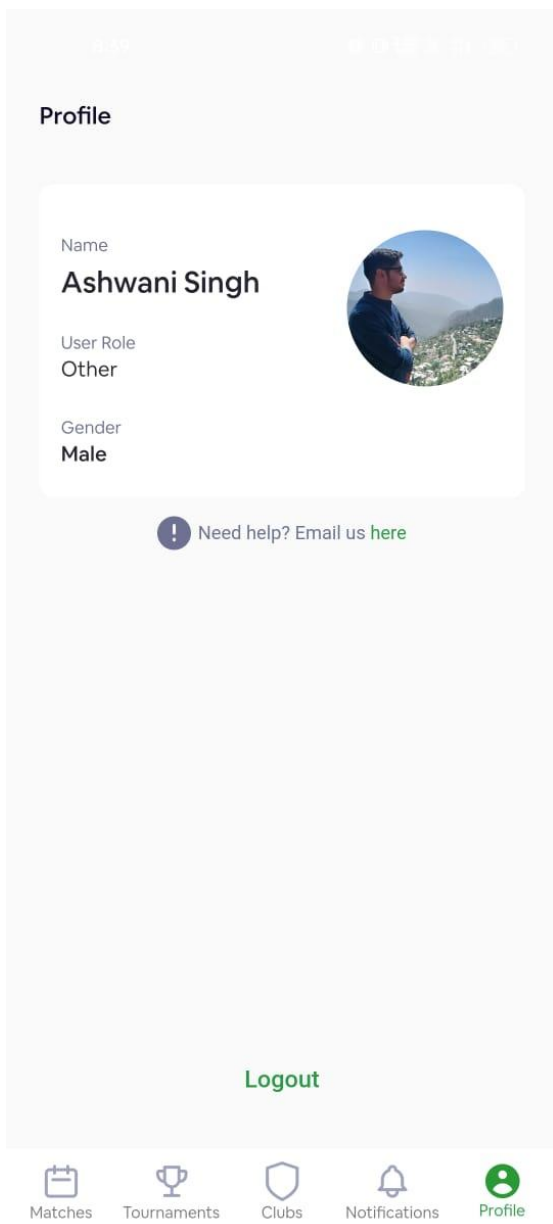 Profile
Name
Ashwani Singh
User Role
Other
Gender
Male
! Need help? Email us here
Logout
Matches Tournaments Clubs Notifications Profile